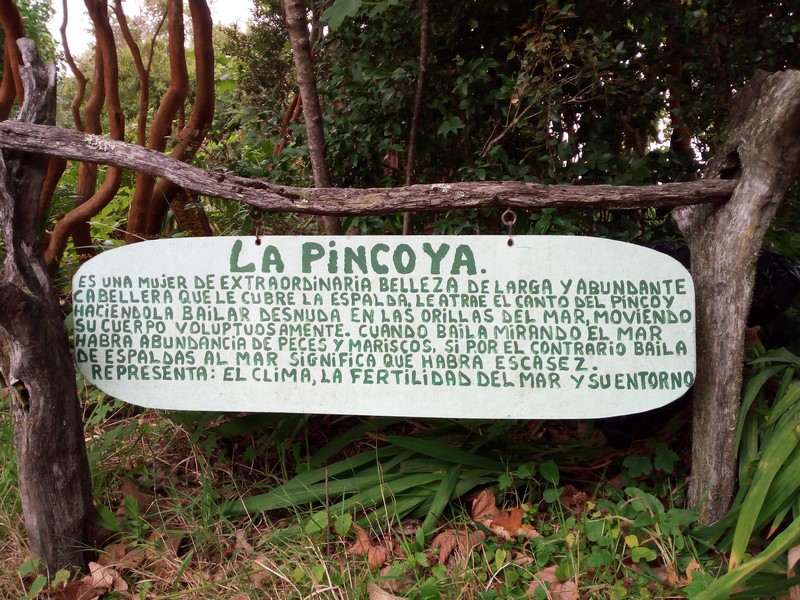 LA PINCOYA.
ES UNA MUJER DE EXTRAORDINARIA BELLEZA DE LARGA Y ABUNDANTE
CABELLERA QUE LE CUBRE LA ESPALDA, LE ATRAE EL CANTO DEL PINCOY
HACIENDOLA BAILAR DESNUDA EN LAS ORILLAS DEL MAR, MOVIENDO
SU CUERPO VOLUPTUOSAMENTE. CUANDO BAILA MIRANDO EL MAR
HABRA ABUNDANCIA DE PECES Y MARISCOS, SI POR EL CONTRARIO BAILA
DE ESPALDAS AL MAR SIGNIFICA QUE HABRA ESCASEZ.
REPRESENTA: EL CLIMA, LA FERTILIDAD DEL MAR Y SU ENTORNO